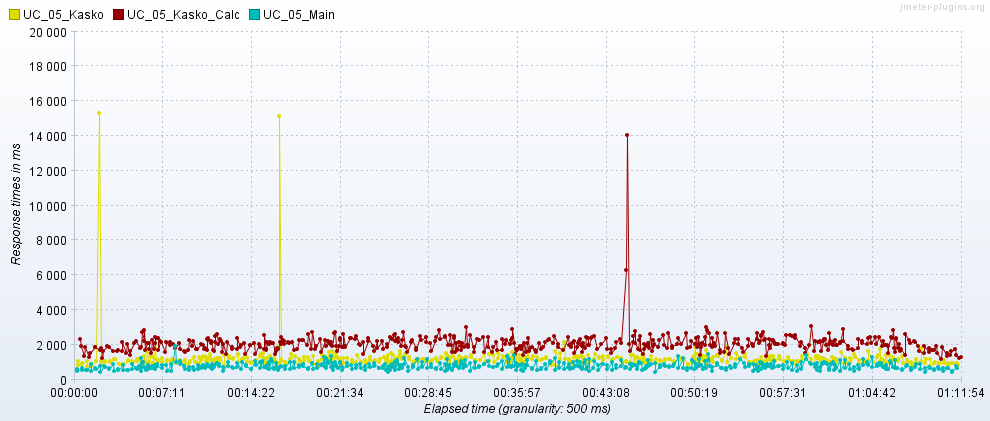 UC_05_Kasko UC_05_Kasko_Calc UC_05_Main
jmeter-plugins.org
20 000
18 000
16 000
14 000
12 000
10 000
8 000
6 000
4 000
2 000
0
Response times in ms
00:00:00 00:07:11 00:14:22 00:21:34 00:28:45 00:35:57 00:43:08 00:50:19 00:57:31 01:04:42 01:11:54
Elapsed time (granularity: 500 ms)